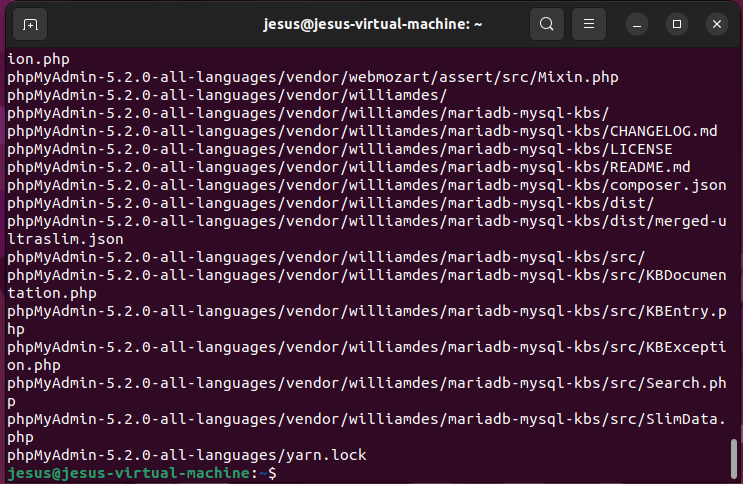 jesus@jesus-virtual-machine: ~
ion.php
phpMyAdmin-5.2.0-all-languages/vendor/webmozart/assert/src/Mixin.php
phpMyAdmin-5.2.0-all-languages/vendor/williamdes/
phpMyAdmin-5.2.0-all-languages/vendor/williamdes/mariadb-mysql-kbs/
phpMyAdmin-5.2.0-all-languages/vendor/williamdes/mariadb-mysql-kbs/CHANGELOG.md
phpMyAdmin-5.2.0-all-languages/vendor/williamdes/mariadb-mysql-kbs/LICENSE
phpMyAdmin-5.2.0-all-languages/vendor/williamdes/mariadb-mysql-kbs/README.md
phpMyAdmin-5.2.0-all-languages/vendor/williamdes/mariadb-mysql-kbs/composer.json
phpMyAdmin-5.2.0-all-languages/vendor/williamdes/mariadb-mysql-kbs/dist/
phpMyAdmin-5.2.0-all-languages/vendor/williamdes/mariadb-mysql-kbs/dist/merged-u
ltraslim.json
phpMyAdmin-5.2.0-all-languages/vendor/williamdes/mariadb-mysql-kbs/src/
phpMyAdmin-5.2.0-all-languages/vendor/williamdes/mariadb-mysql-kbs/src/KBDocumen
tation.php
phpMyAdmin-5.2.0-all-languages/vendor/williamdes/mariadb-mysql-kbs/src/KBEntry.p
hp
phpMyAdmin-5.2.0-all-languages/vendor/williamdes/mariadb-mysql-kbs/src/KBExcepti
on.php
phpMyAdmin-5.2.0-all-languages/vendor/williamdes/mariadb-mysql-kbs/src/Search.ph
p
phpMyAdmin-5.2.0-all-languages/vendor/williamdes/mariadb-mysql-kbs/src/SlimData.
php
phpMyAdmin-5.2.0-all-languages/yarn.lock
jesus@jesus-virtual-machine:~$